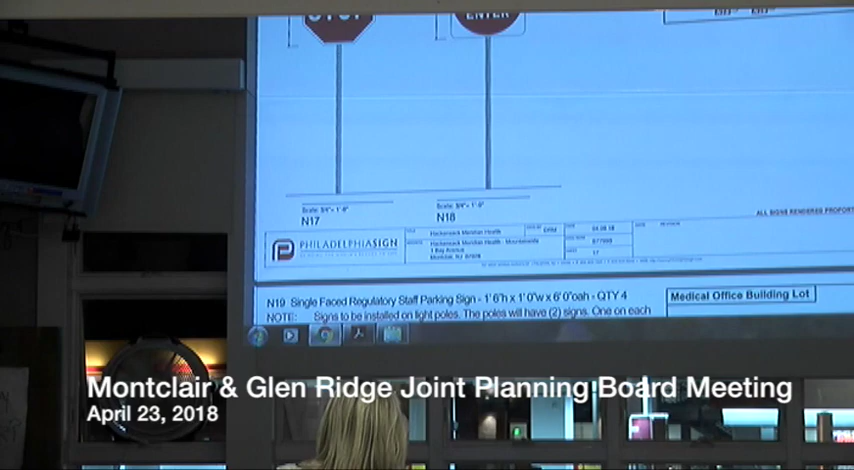 STOP
ENTER
Scale: 3/4"= 1'-0"
N17
Scale: 3/4"= 1'-0"
N18
ALL SIGNS RENDERED PROPORT
PHILADELPHIASIGN
Hackensack Meridian Health
Hackensack Meridian Health - Mountainside
1 Bay Avenue
Montclair, NJ
DRM
04.06.18
17
N19 Single Faced Regulatory Staff Parking Sign - 1' 6"h x 1' 0"w x 6' 0"oah - QTY 4
Medical Office Building Lot
NOTE: Signs to be installed on light poles. The poles will have (2) signs. One on each
Montclair & Glen Ridge Joint Planning Board Meeting
April 23, 2018